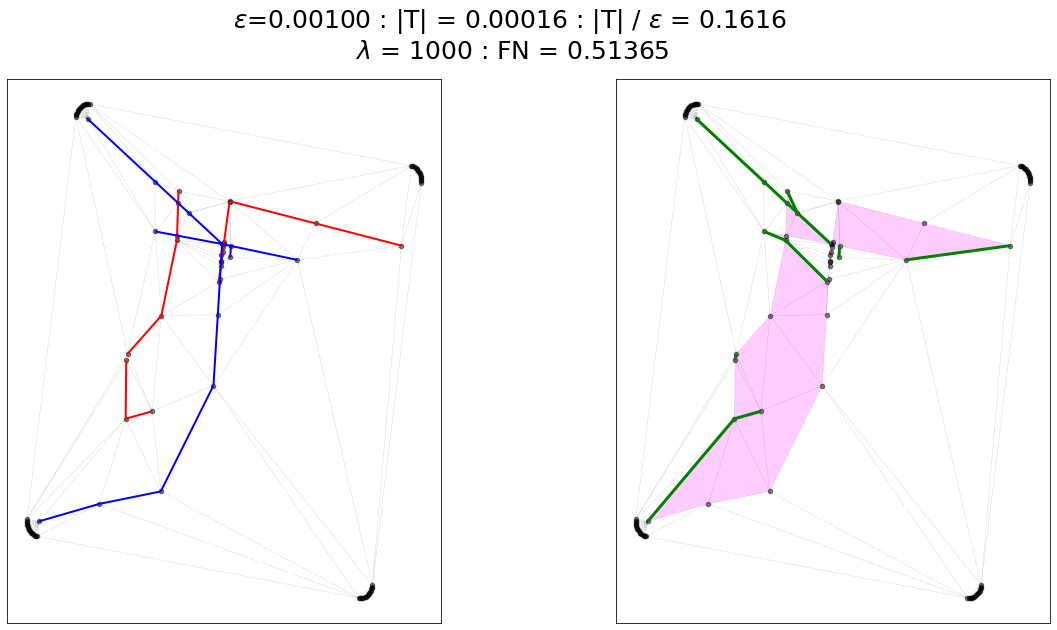 ε=0.00100 : |T| = 0.00016 : |T| / ε = 0.1616
λ = 1000 : FN = 0.51365